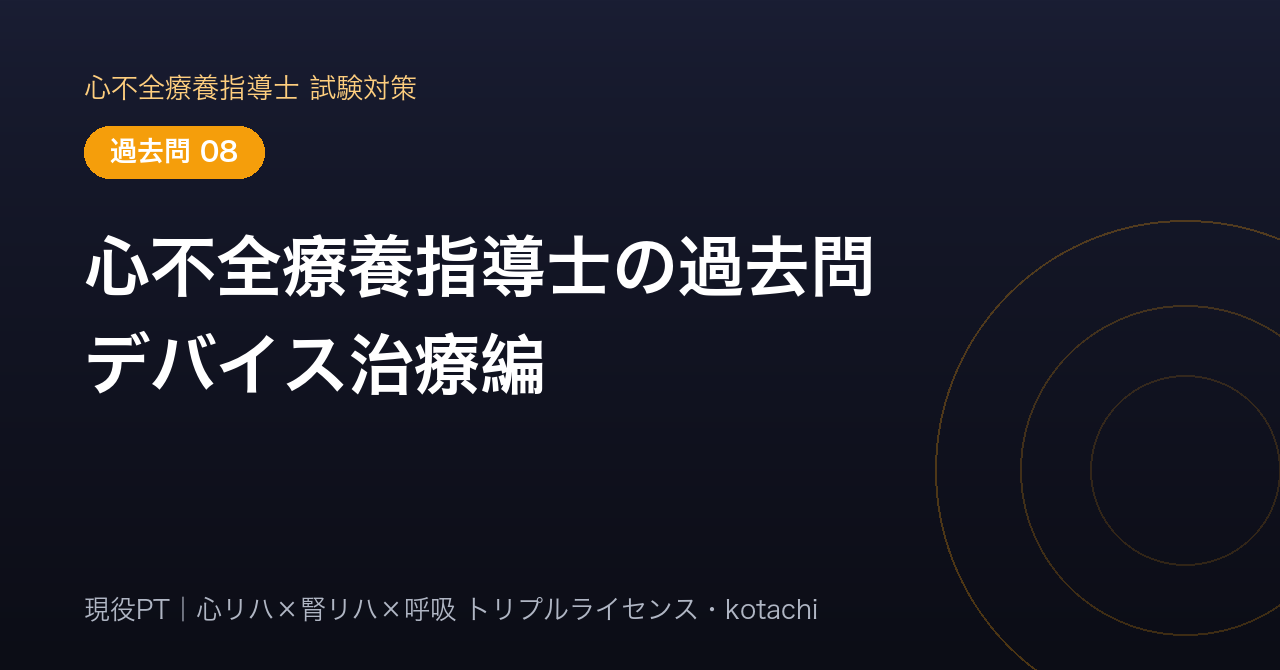 心不全療養指導士 試験対策
過去問 08
心不全療養指導士の過去問
デバイス治療編
現役PT｜心リハ×腎リハ×呼吸 トリプルライセンス・kotachi